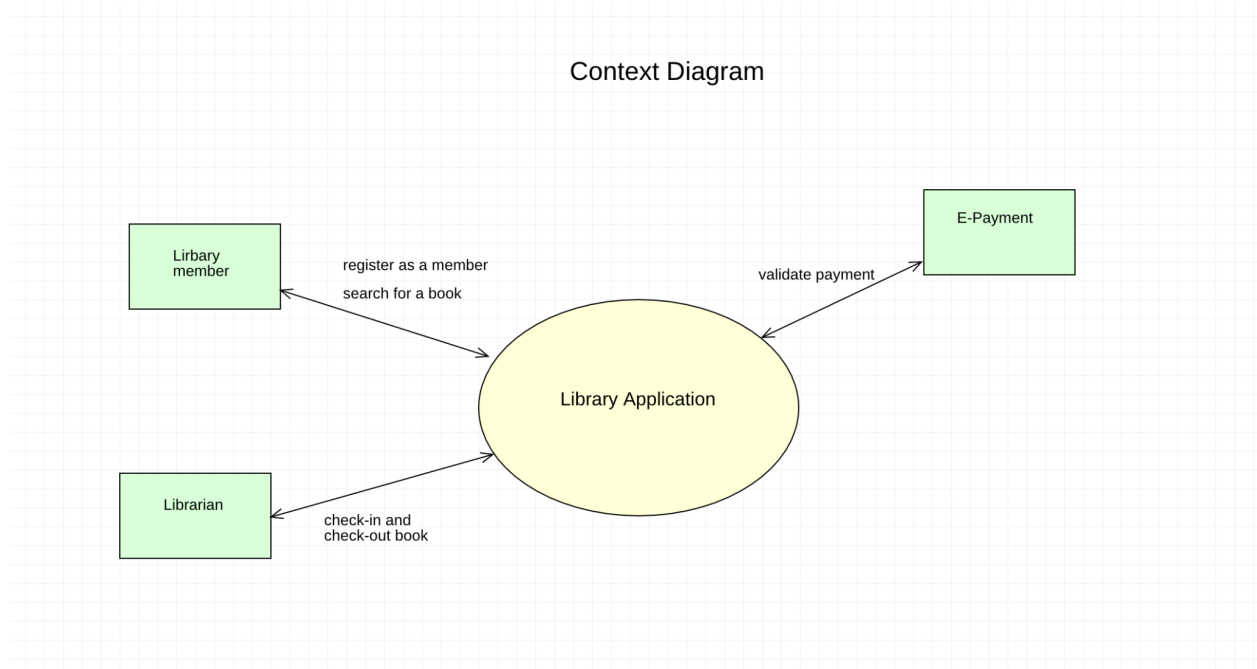 Context Diagram
E-Payment
Lirbary
member
register as a member
search for a book
validate payment
Library Application
Librarian
check-in and
check-out book